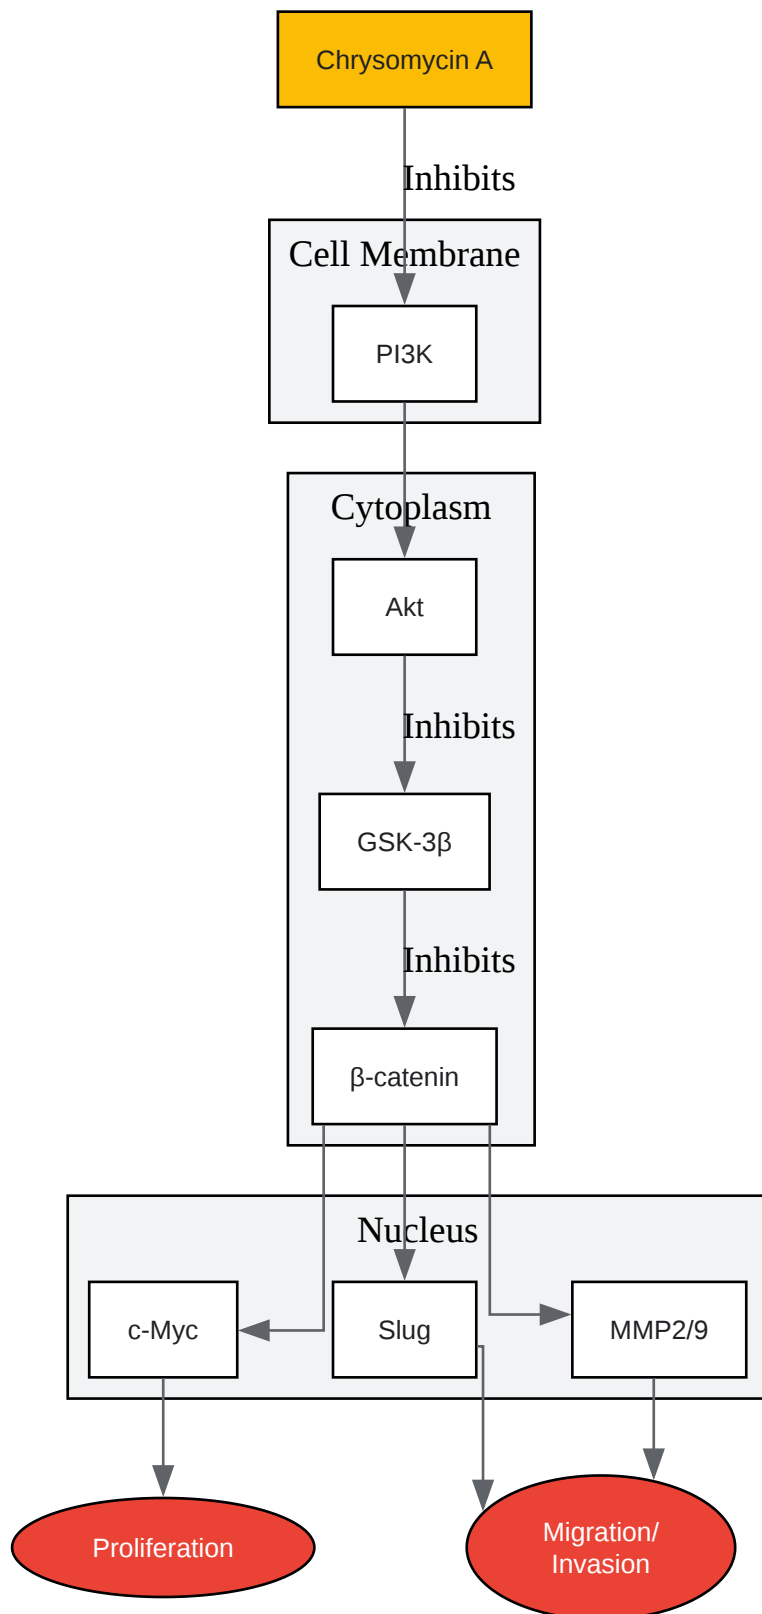 Chrysomycin A
Inhibits
Cell Membrane
PI3K
Cytoplasm
Akt
Inhibits
GSK-3β
Inhibits
β-catenin
Nucleus
c-Myc
Slug
MMP2/9
Proliferation
Migration/
Invasion